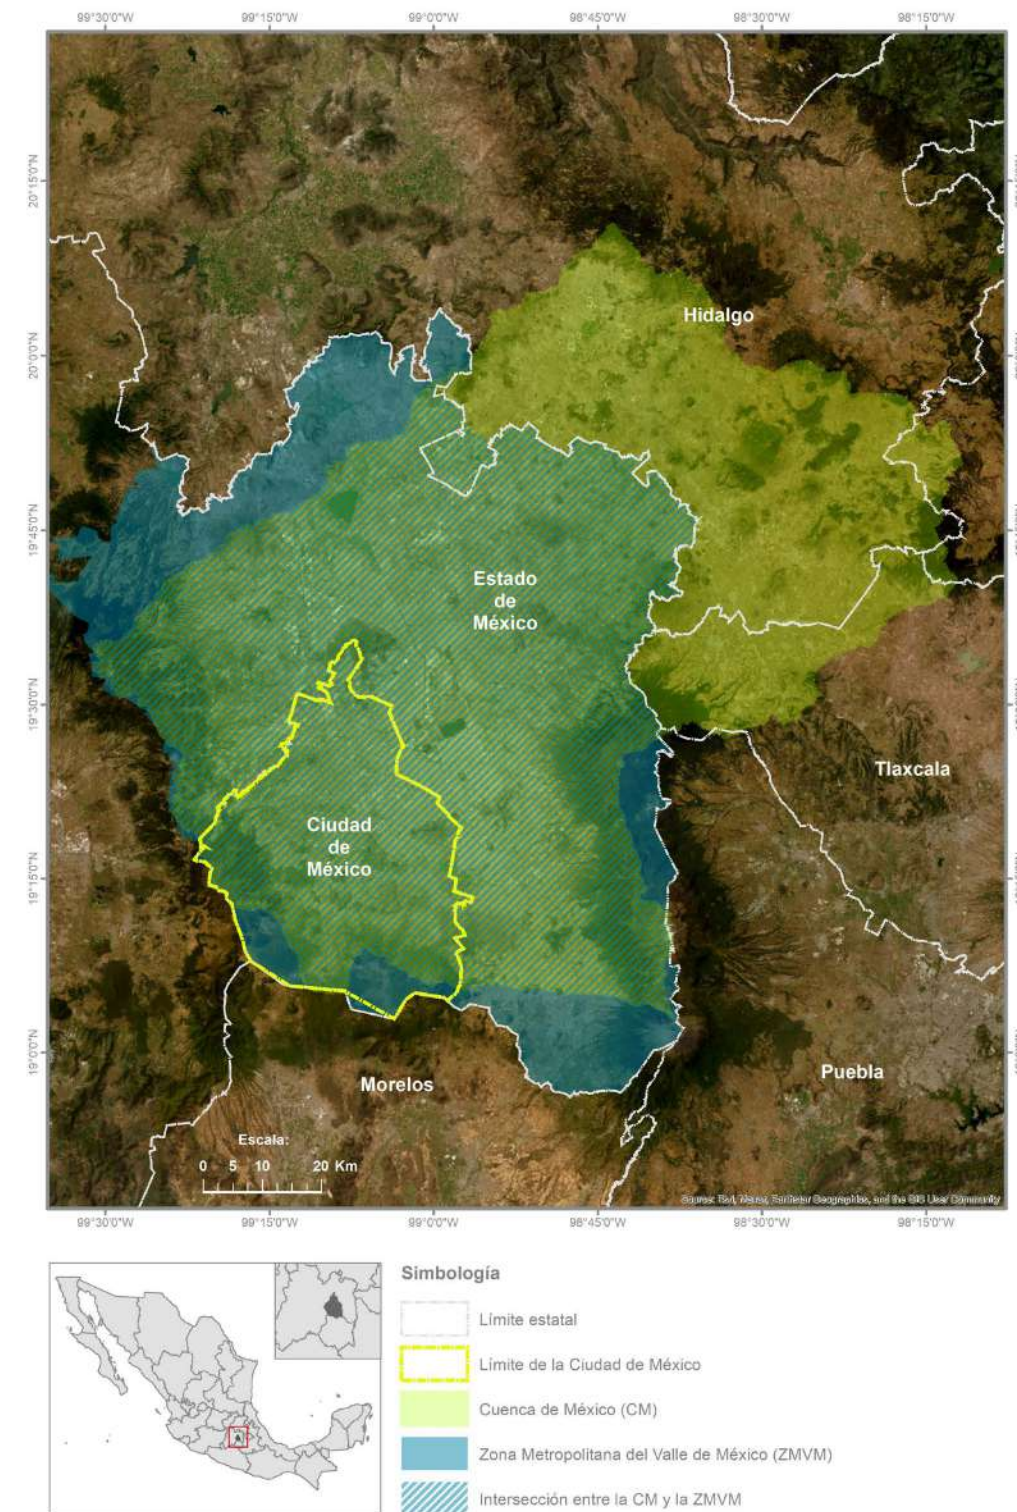 99°30'0"W 99°15'0"W 99°0'0"W 98°45'0"W 98°30'0"W 98°15'0"W
20°15'0"N
20°0'0"N
19°45'0"N
19°30'0"N
19°15'0"N
19°0'0"N
Hidalgo
Estado
de
México
Tlaxcala
Ciudad
de
México
Puebla
Morelos
Escala:
0 5 10 20 Km
and the GIS User Community
99°30'0"W 99°15'0"W 99°0'0"W 98°45'0"W 98°30'0"W 98°15'0"W
Simbología
Límite estatal
Límite de la Ciudad de México
Cuenca de México (CM)
Zona Metropolitana del Valle de México (ZMVM)
Intersección entre la CM y la ZMVM